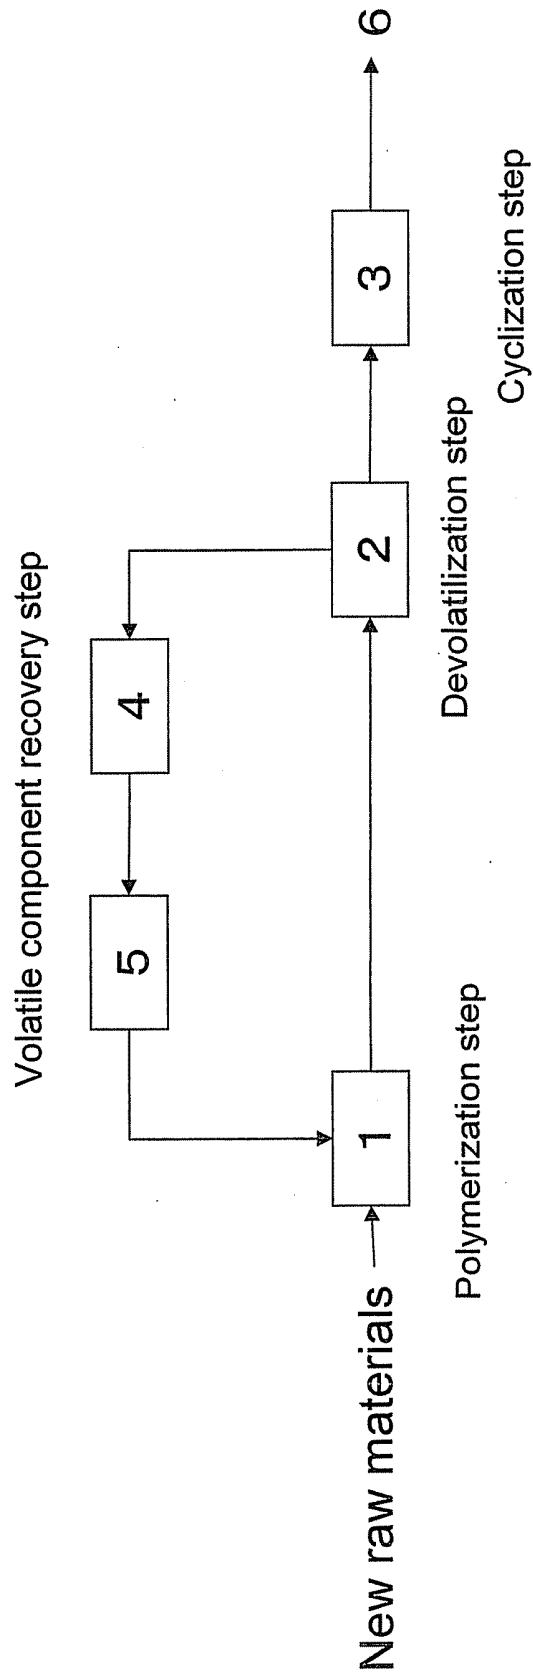 Volatile component recovery step
5
4
New raw materials
1
2
3
6
Polymerization step
Devolatilization step
Cyclization step